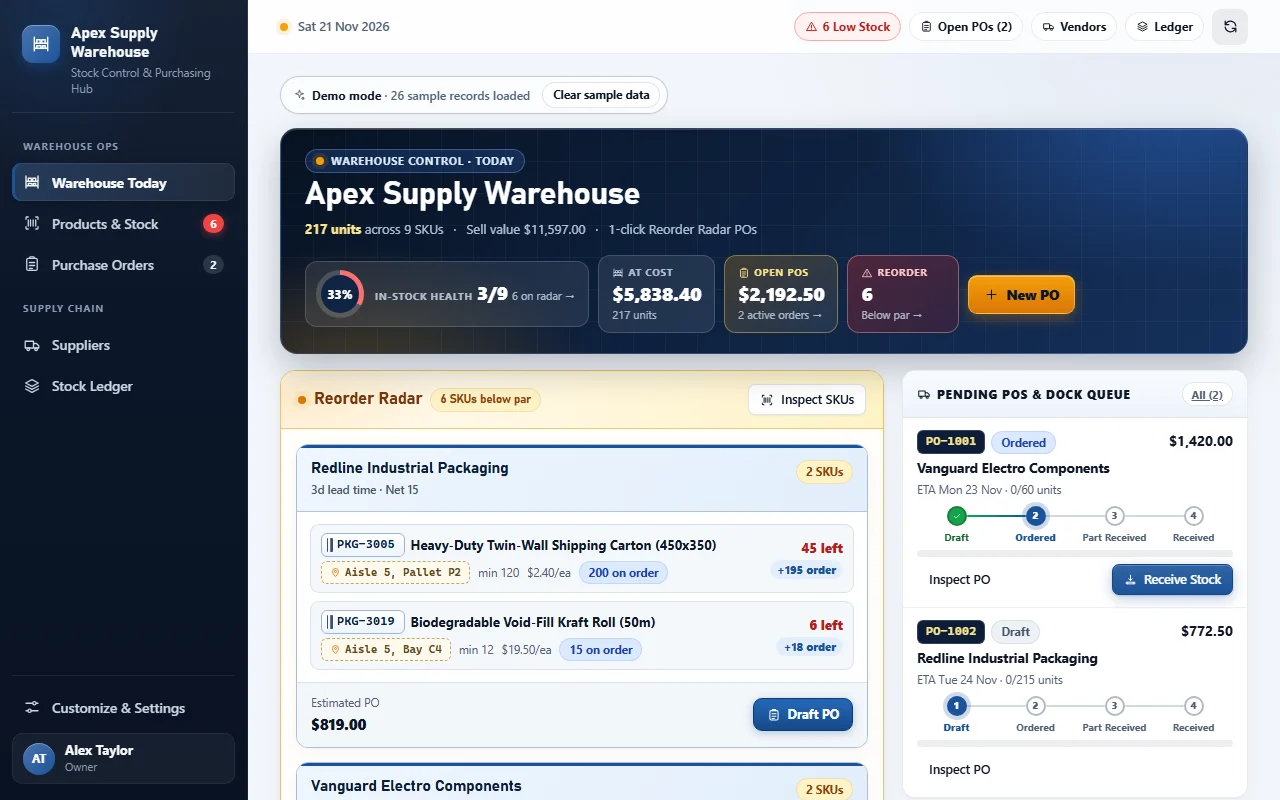 Apex Supply
Warehouse
Stock Control & Purchasing
Hub
WAREHOUSE OPS
Warehouse Today
Products & Stock 6
Purchase Orders 2
SUPPLY CHAIN
Suppliers
Stock Ledger
Customize & Settings
AT
Alex Taylor
Owner
Sat 21 Nov 2026
6 Low Stock
Open POs (2)
Vendors
Ledger
Demo mode · 26 sample records loaded
Clear sample data
WAREHOUSE CONTROL · TODAY
Apex Supply Warehouse
217 units across 9 SKUs · Sell value $11,597.00 · 1-click Reorder Radar POs
33%
IN-STOCK HEALTH 3/9 6 on radar →
AT COST
$5,838.40
217 units
OPEN POS
$2,192.50
2 active orders →
REORDER
6
Below par →
+ New PO
Reorder Radar
6 SKUs below par
Inspect SKUs
Redline Industrial Packaging
3d lead time · Net 15
2 SKUs
PKG-3005 Heavy-Duty Twin-Wall Shipping Carton (450x350)
45 left
Aisle 5, Pallet P2 min 120 $2.40/ea 200 on order
+195 order
PKG-3019 Biodegradable Void-Fill Kraft Roll (50m)
6 left
Aisle 5, Bay C4 min 12 $19.50/ea 15 on order
+18 order
Estimated PO
$819.00
Draft PO
Vanguard Electro Components
2 SKUs
PENDING POS & DOCK QUEUE
All (2)
PO-1001 Ordered $1,420.00
Vanguard Electro Components
ETA Mon 23 Nov · 0/60 units
2 3 4
Draft Ordered Part Received Received
Inspect PO
Receive Stock
PO-1002 Draft $772.50
Redline Industrial Packaging
ETA Tue 24 Nov · 0/215 units
1 2 3 4
Draft Ordered Part Received Received
Inspect PO